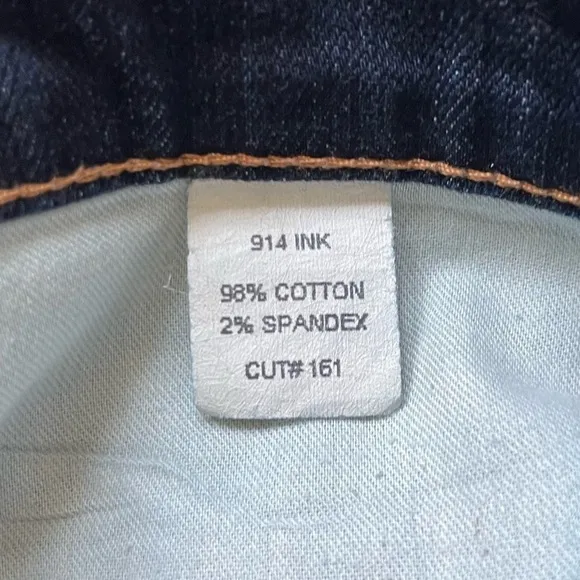 914 INK
98% COTTON
2% SPANDEX
CUT# 161